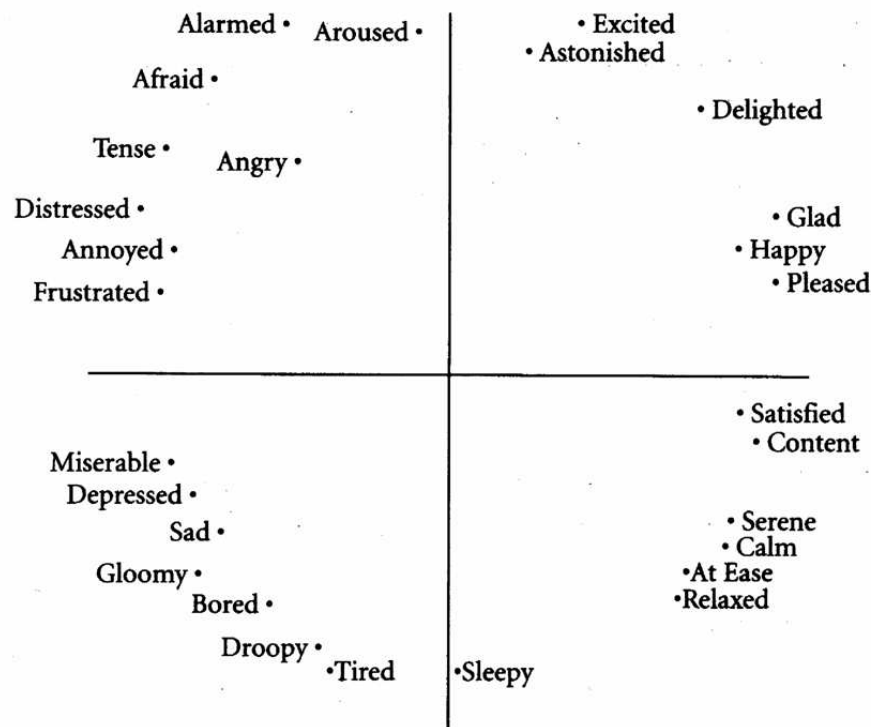 Alarmed
Aroused
Excited
Astonished
Afraid
Delighted
Tense
Angry
Distressed
Glad
Annoyed
Happy
Frustrated
Pleased
Satisfied
Content
Miserable
Depressed
Serene
Sad
Calm
Gloomy
At Ease
Bored
Relaxed
Droopy
Tired
Sleepy